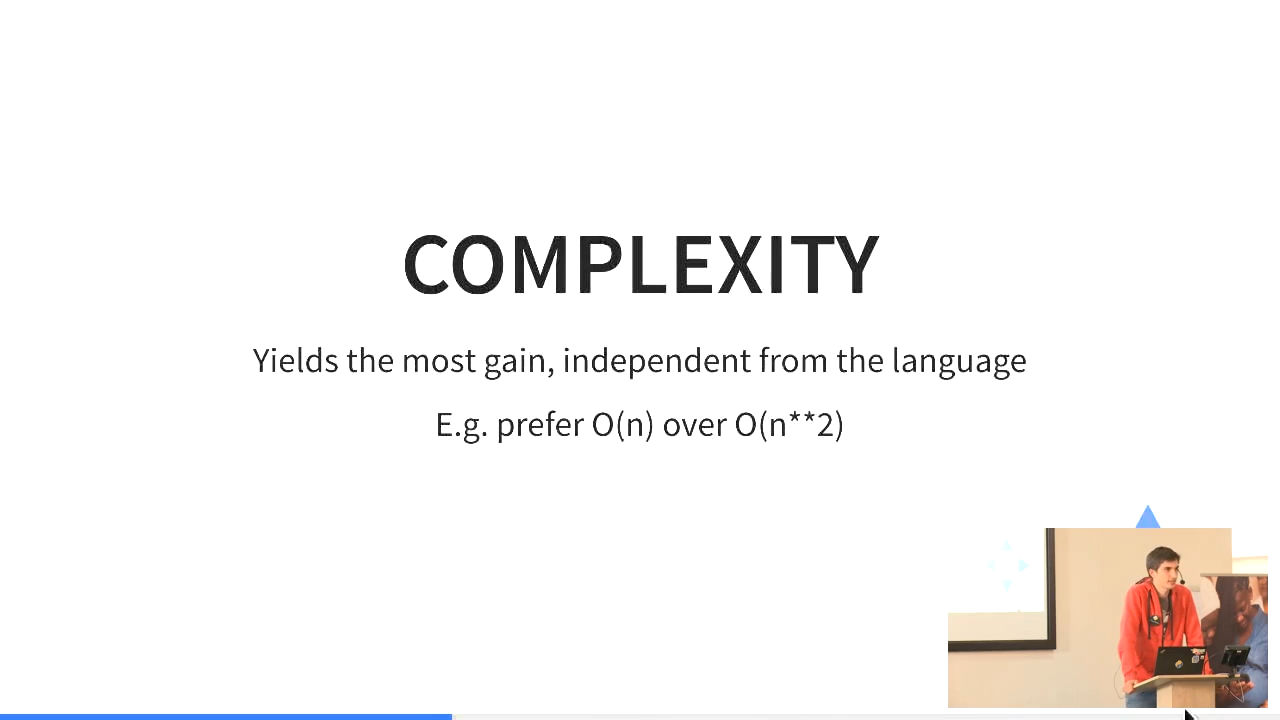 COMPLEXITY
Yields the most gain, independent from the language
E.g. prefer O(n) over O(n**2)